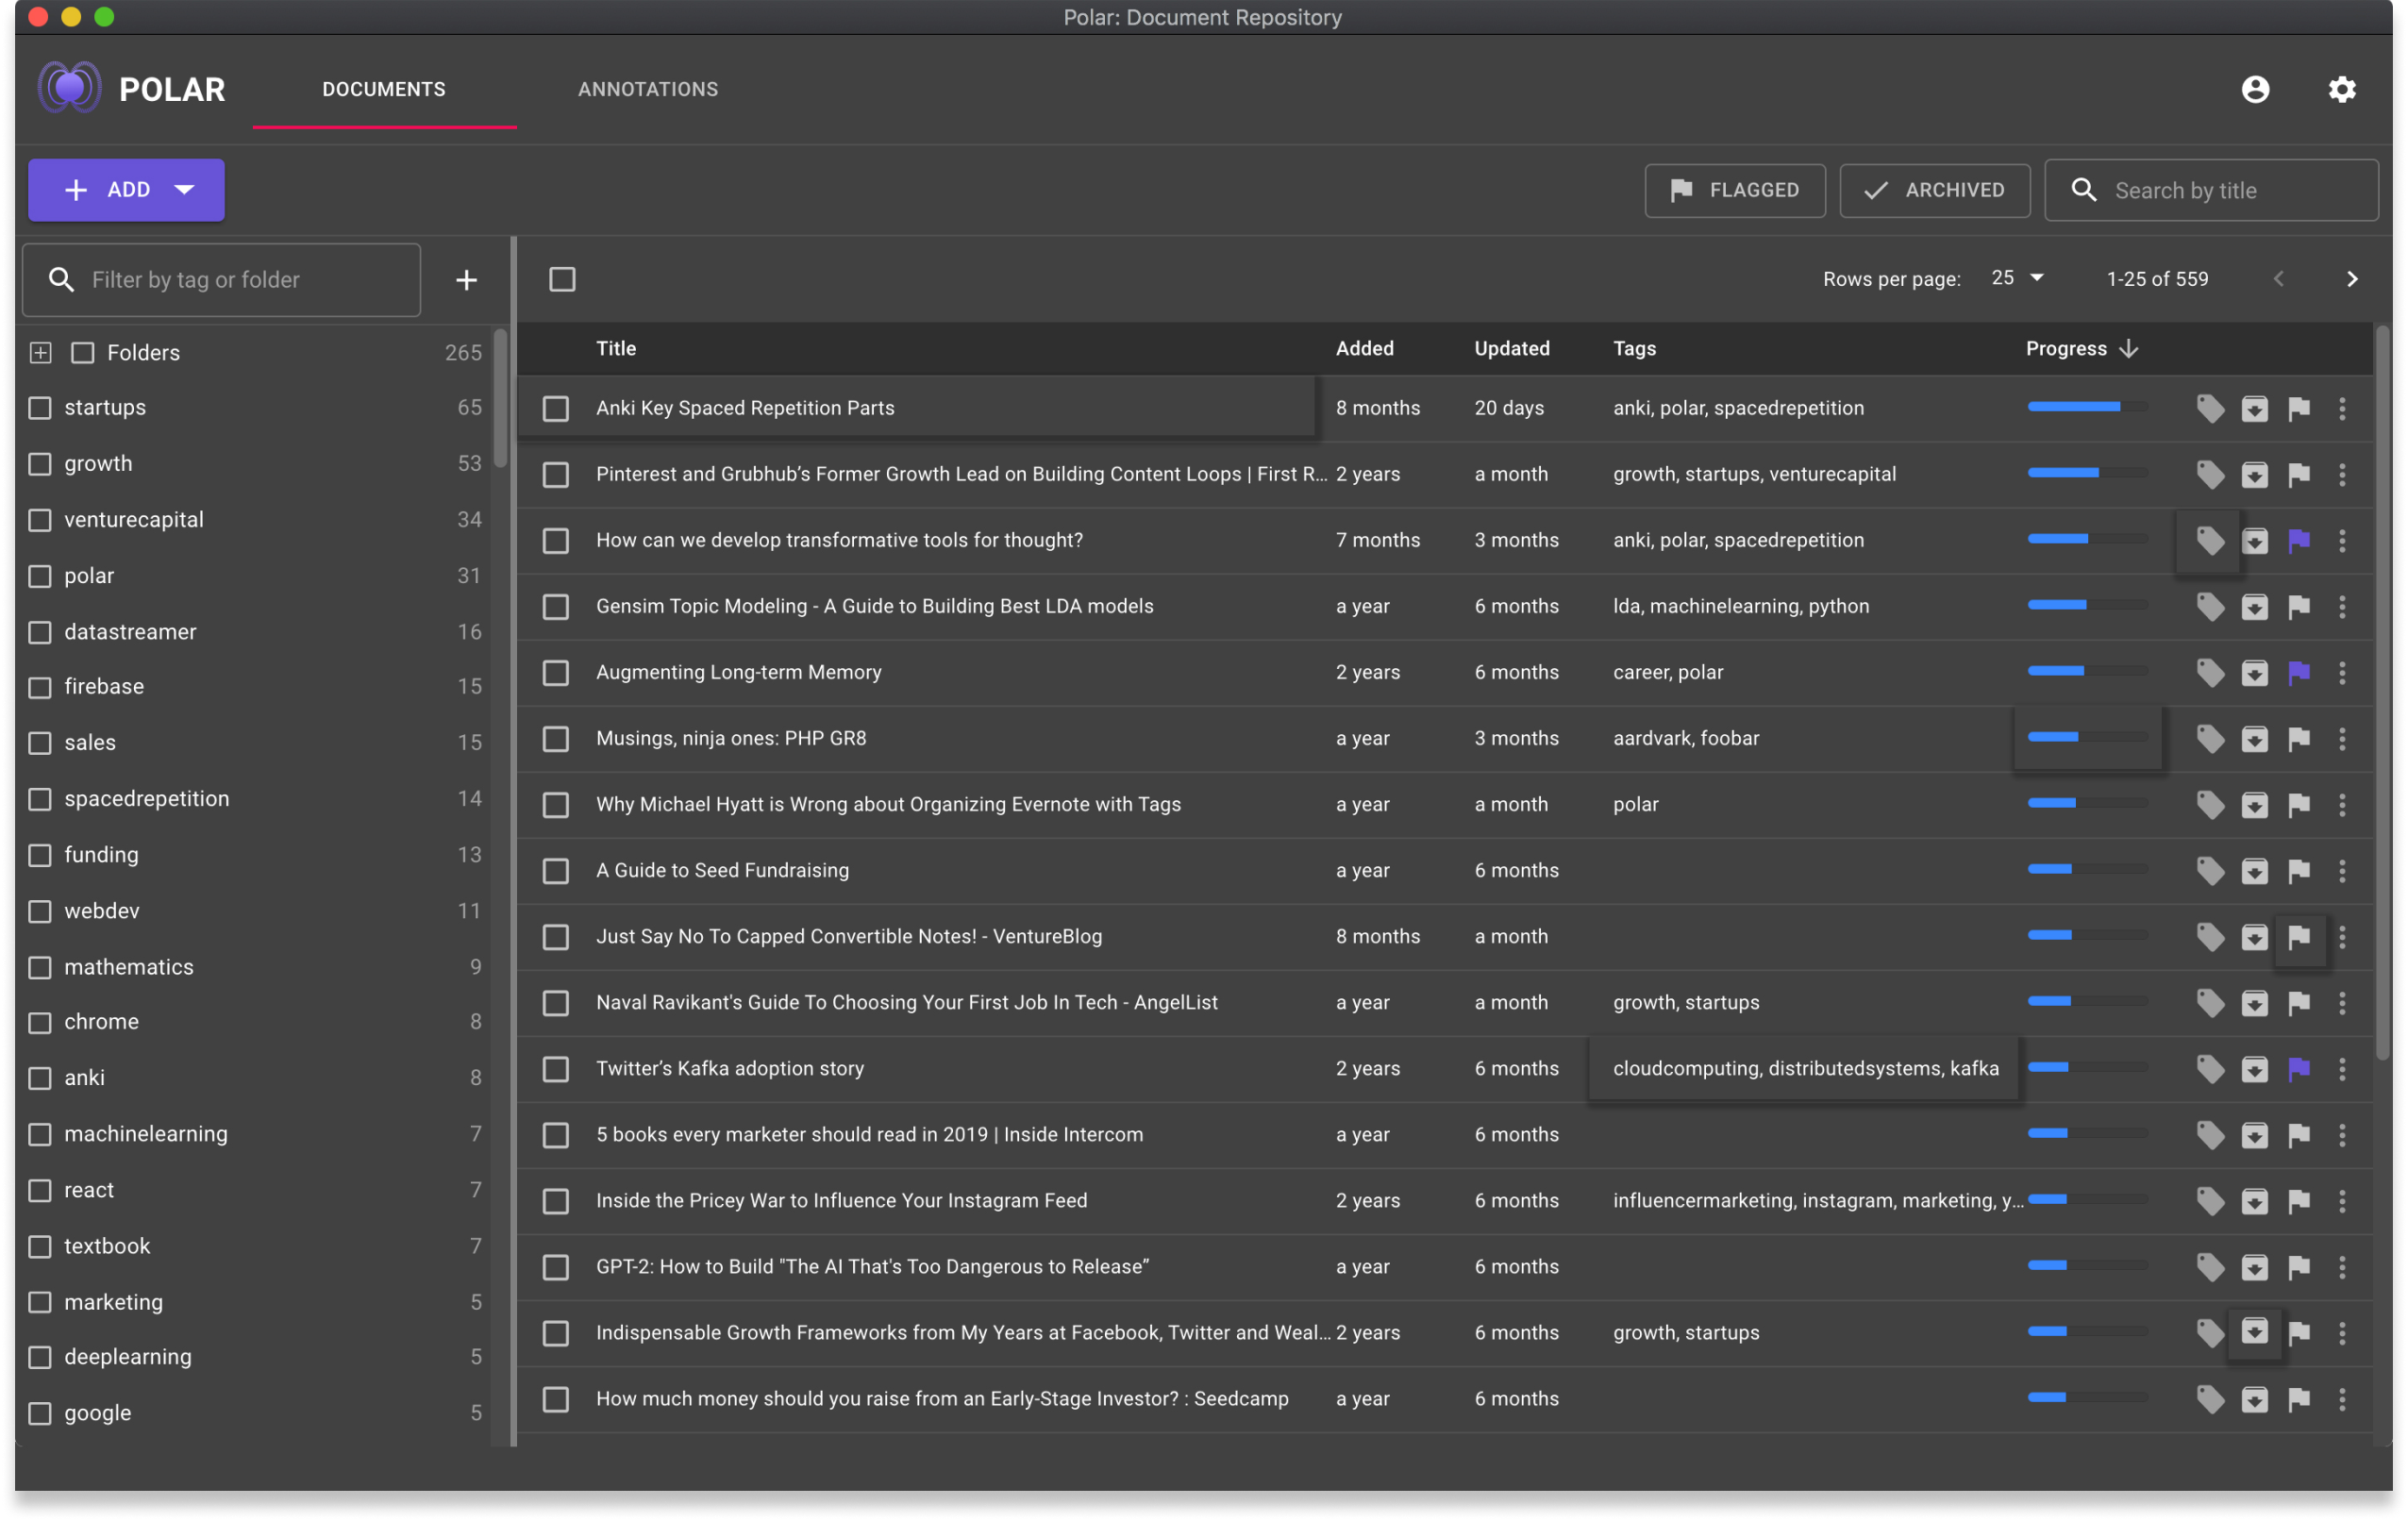 Polar: Document Repository
POLAR DOCUMENTS ANNOTATIONS
ADD FLAGGED ARCHIVED Search by title
Filter by tag or folder
Rows per page: 25 1-25 of 559
Folders 265
startups 65
growth 53
venturecapital 34
polar 31
datastreamer 16
firebase 15
sales 15
spacedrepetition 14
funding 13
webdev 11
mathematics 9
chrome 8
anki 8
machinelearning 7
react 7
textbook 7
marketing 5
deeplearning 5
google 5
Title Added Updated Tags Progress
Anki Key Spaced Repetition Parts 8 months 20 days anki, polar, spacedrepetition
Pinterest and Grubhub’s Former Growth Lead on Building Content Loops | First R... 2 years a month growth, startups, venturecapital
How can we develop transformative tools for thought? 7 months 3 months anki, polar, spacedrepetition
Gensim Topic Modeling - A Guide to Building Best LDA models a year 6 months lda, machinelearning, python
Augmenting Long-term Memory 2 years 6 months career, polar
Musings, ninja ones: PHP GR8 a year 3 months aardvark, foobar
Why Michael Hyatt is Wrong about Organizing Evernote with Tags a year a month polar
A Guide to Seed Fundraising a year 6 months
Just Say No To Capped Convertible Notes! - VentureBlog 8 months a month
Naval Ravikant's Guide To Choosing Your First Job In Tech - AngelList a year a month growth, startups
Twitter’s Kafka adoption story 2 years 6 months cloudcomputing, distributedsystems, kafka
5 books every marketer should read in 2019 | Inside Intercom a year 6 months
Inside the Pricey War to Influence Your Instagram Feed 2 years 6 months influencermarketing, instagram, marketing, y...
GPT-2: How to Build "The AI That's Too Dangerous to Release” a year 6 months
Indispensable Growth Frameworks from My Years at Facebook, Twitter and Weal... 2 years 6 months growth, startups
How much money should you raise from an Early-Stage Investor? : Seedcamp a year 6 months